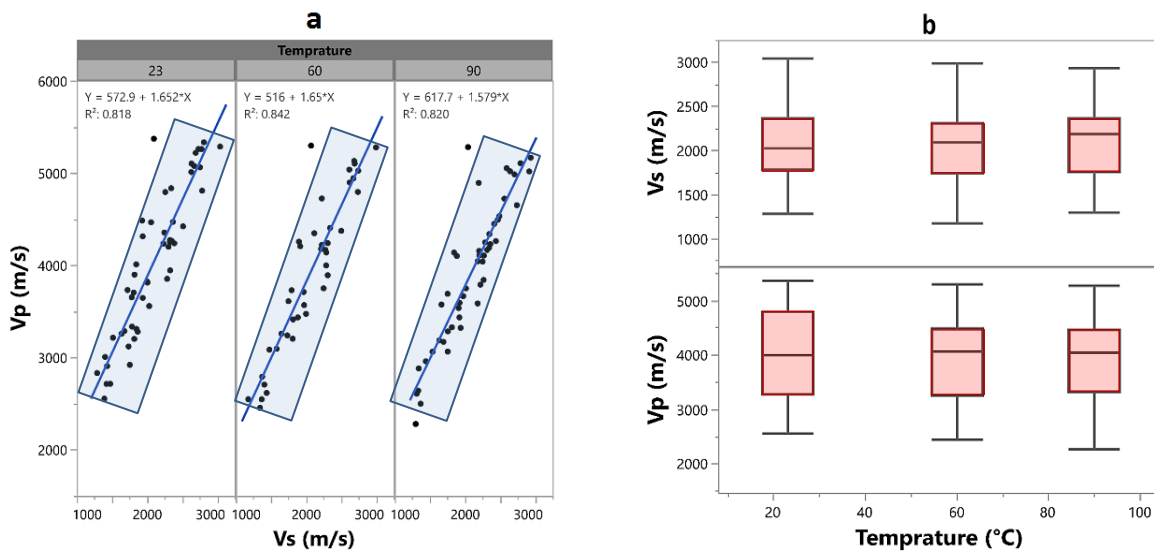 a
Temprature
23 60 90
Y = 572.9 + 1.652*X
R²: 0.818
Y = 516 + 1.65*X
R²: 0.842
Y = 617.7 + 1.579*X
R²: 0.820
Vp (m/s)
6000
5000
4000
3000
2000
1000 2000 3000 1000 2000 3000 1000 2000 3000
Vs (m/s)
b
Vs (m/s)
3000
2500
2000
1500
1000
Vp (m/s)
5000
4000
3000
2000
20 40 60 80 100
Temprature (°C)